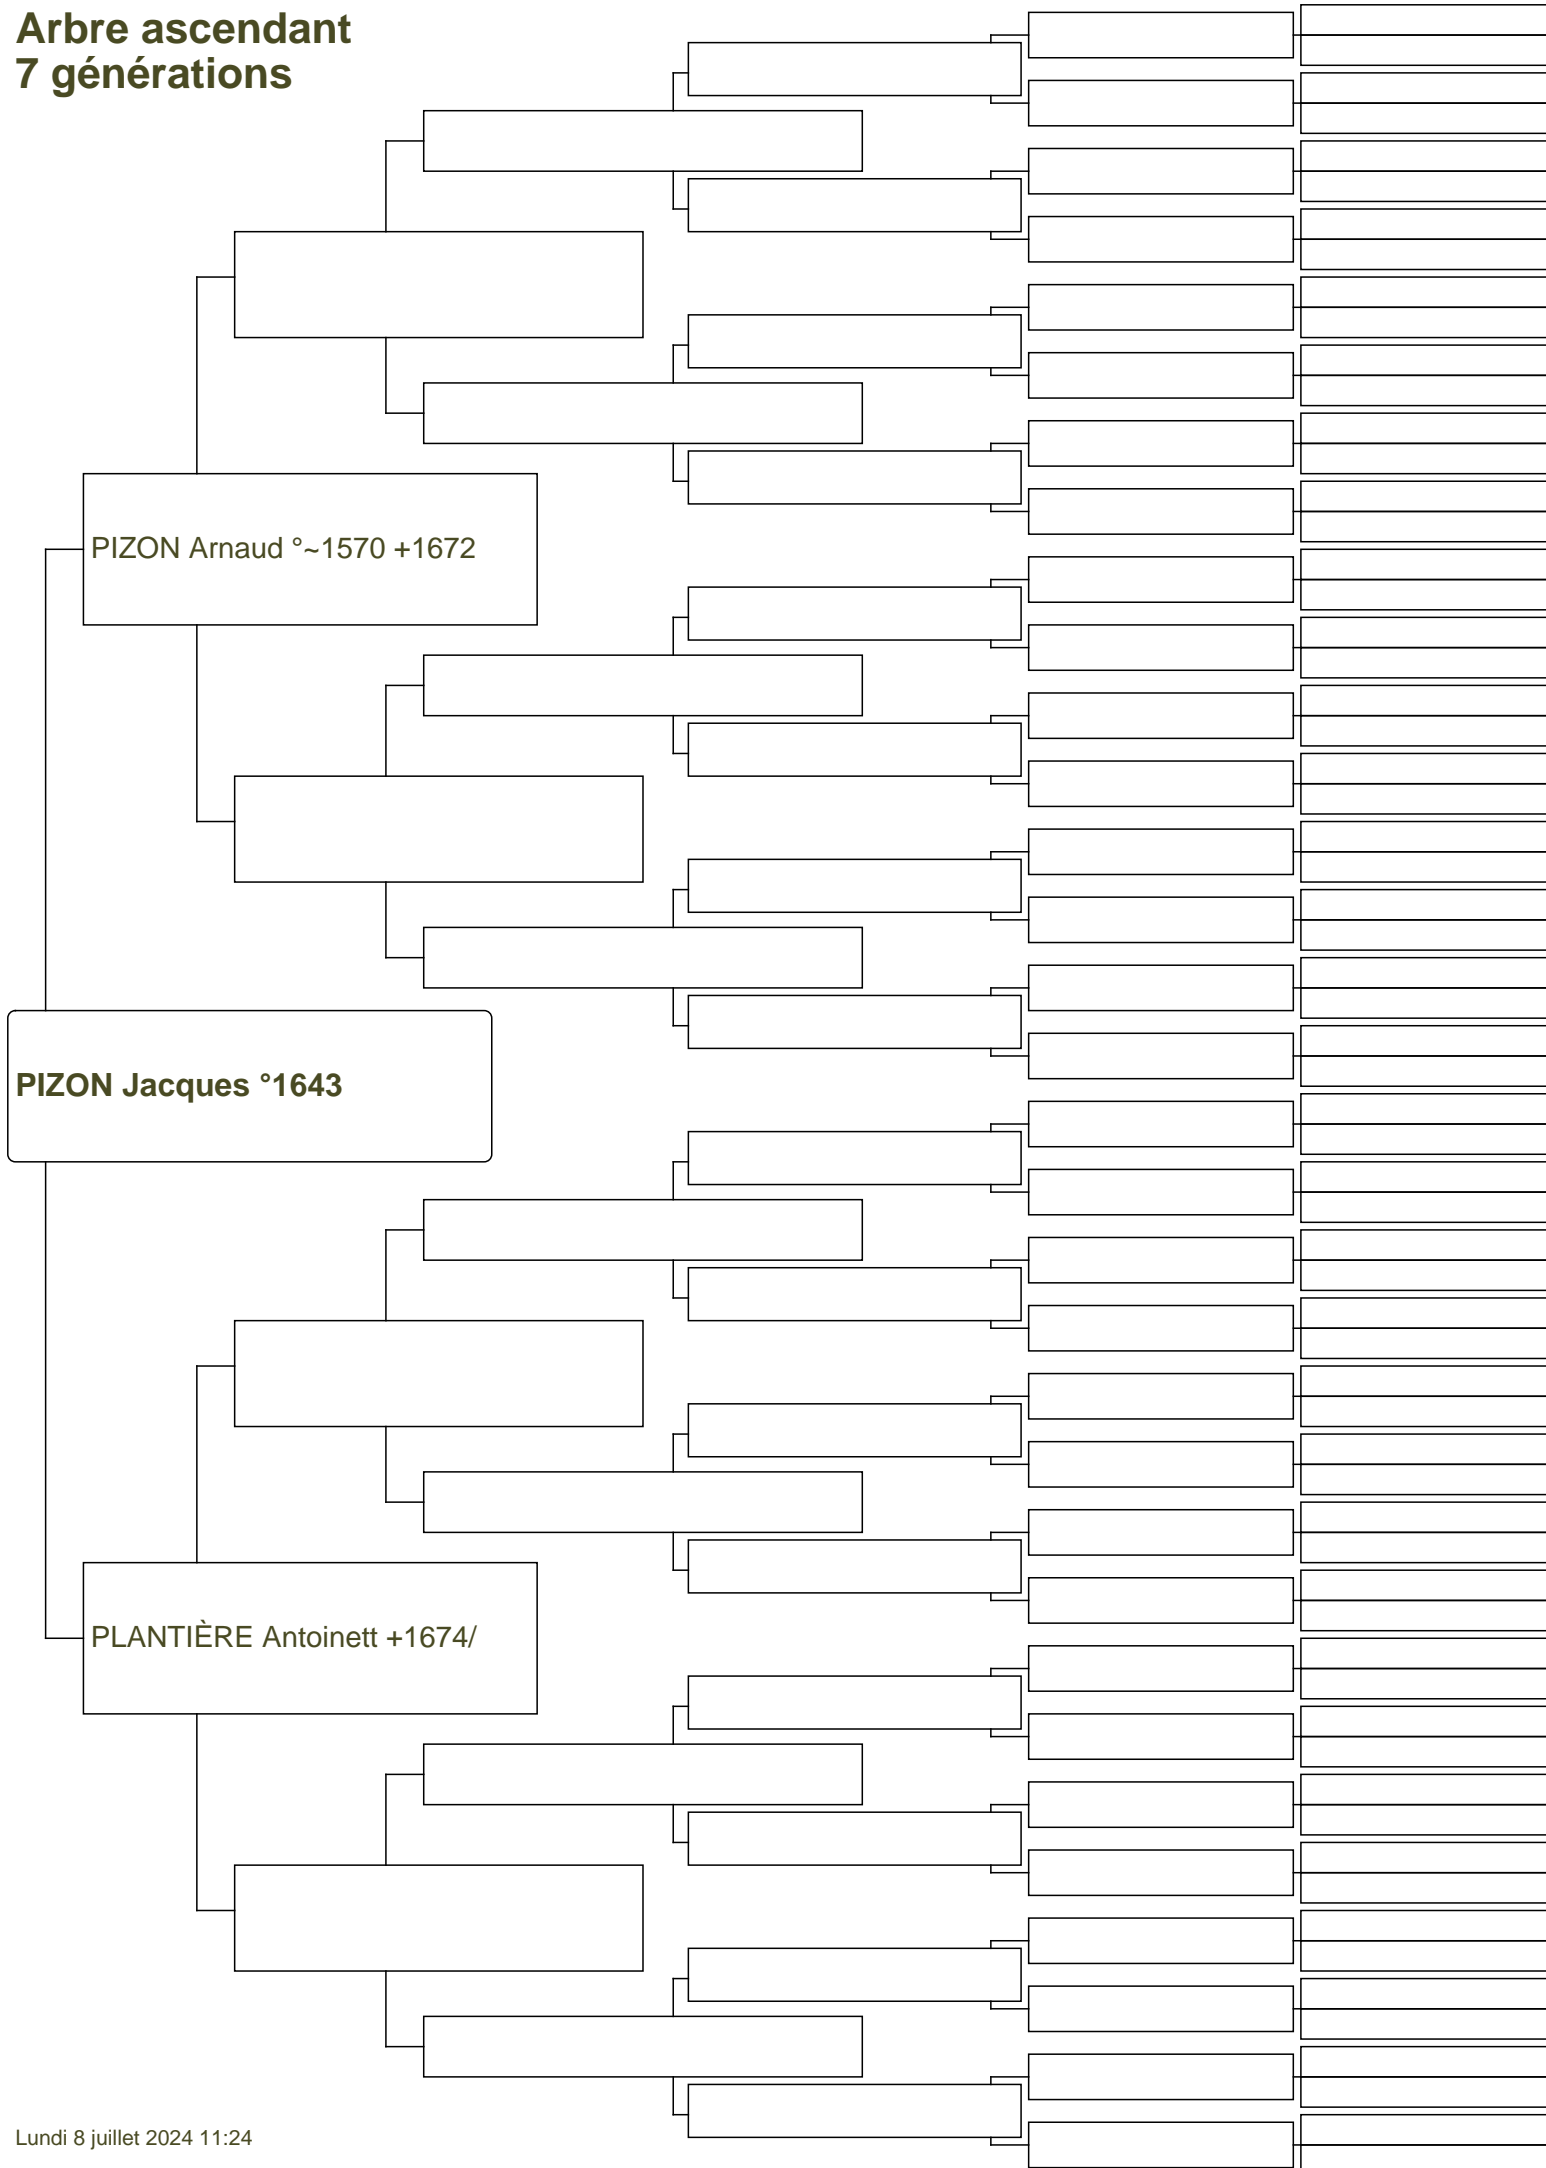 Arbre ascendant
7 générations
PIZON Arnaud °~1570 +1672
PIZON Jacques °1643
PLANTIÈRE Antoinett +1674/
Lundi 8 juillet 2024 11:24